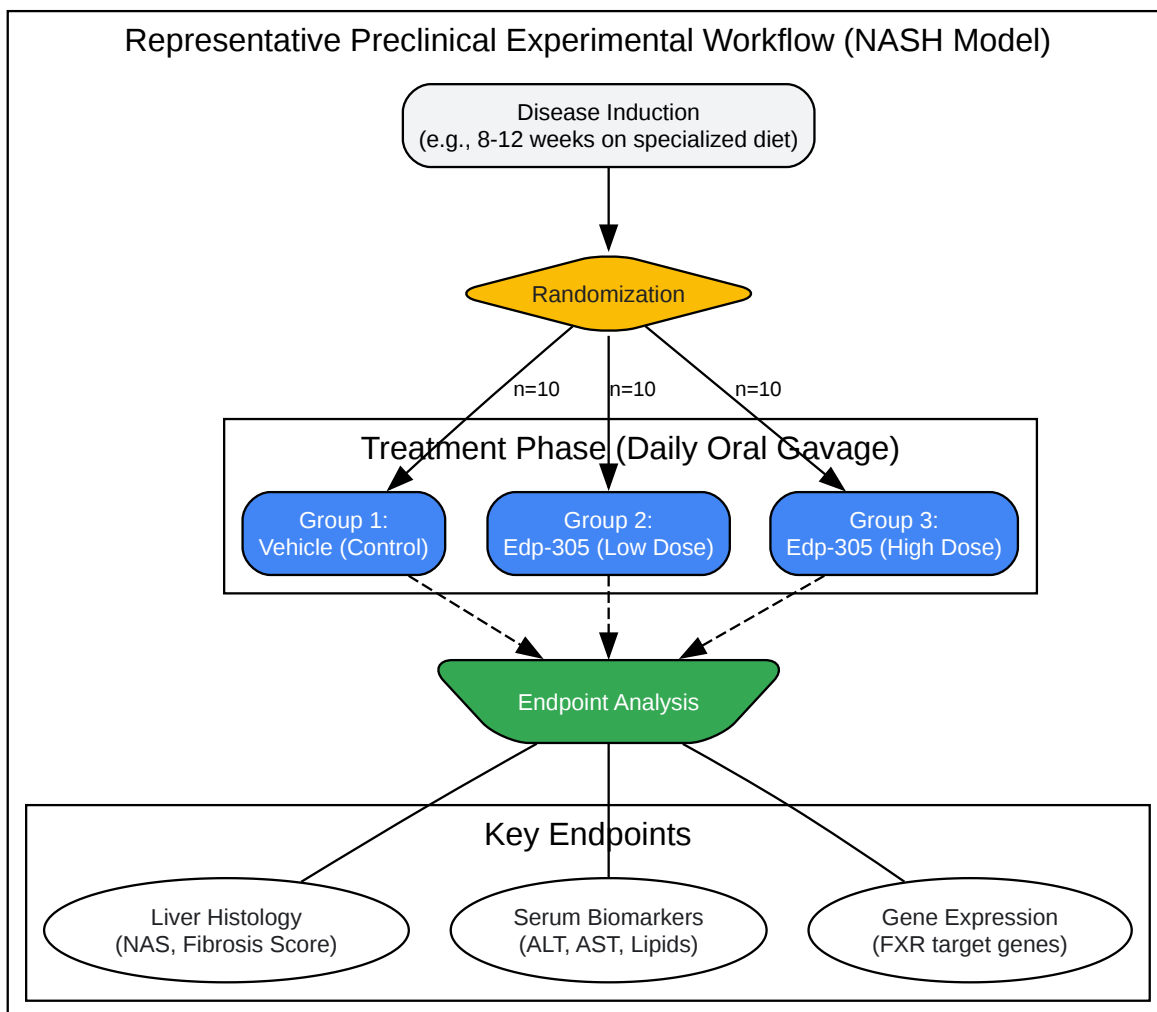 Representative Preclinical Experimental Workflow (NASH Model)
Disease Induction
(e.g., 8-12 weeks on specialized diet)
Randomization
n=10
n=10
n=10
Treatment Phase (Daily Oral Gavage)
Group 1:
Vehicle (Control)
Group 2:
Edp-305 (Low Dose)
Group 3:
Edp-305 (High Dose)
Endpoint Analysis
Key Endpoints
Liver Histology
(NAS, Fibrosis Score)
Serum Biomarkers
(ALT, AST, Lipids)
Gene Expression
(FXR target genes)